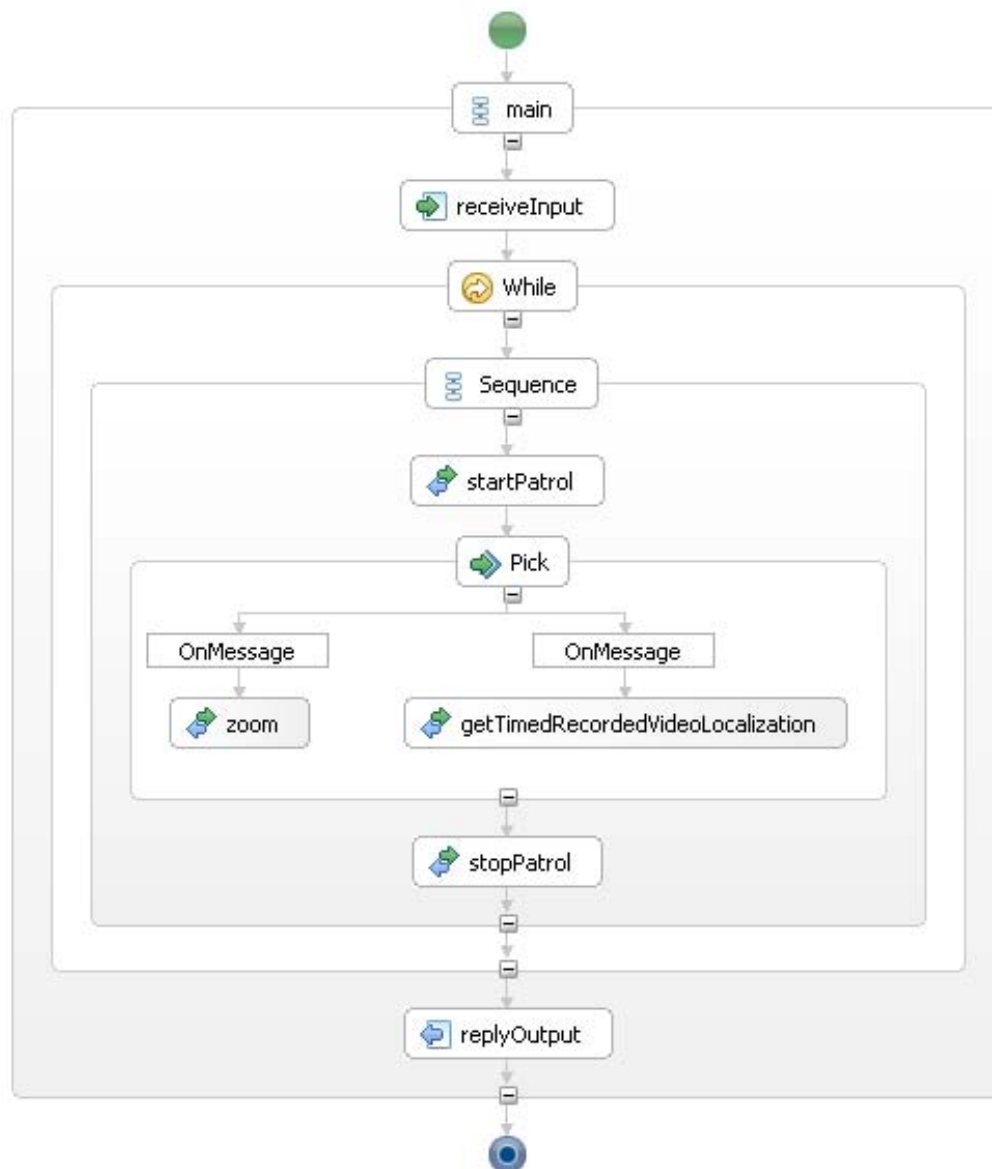 main
receiveInput
While
Sequence
startPatrol
Pick
OnMessage
OnMessage
zoom
getTimedRecordedVideoLocalization
stopPatrol
replyOutput